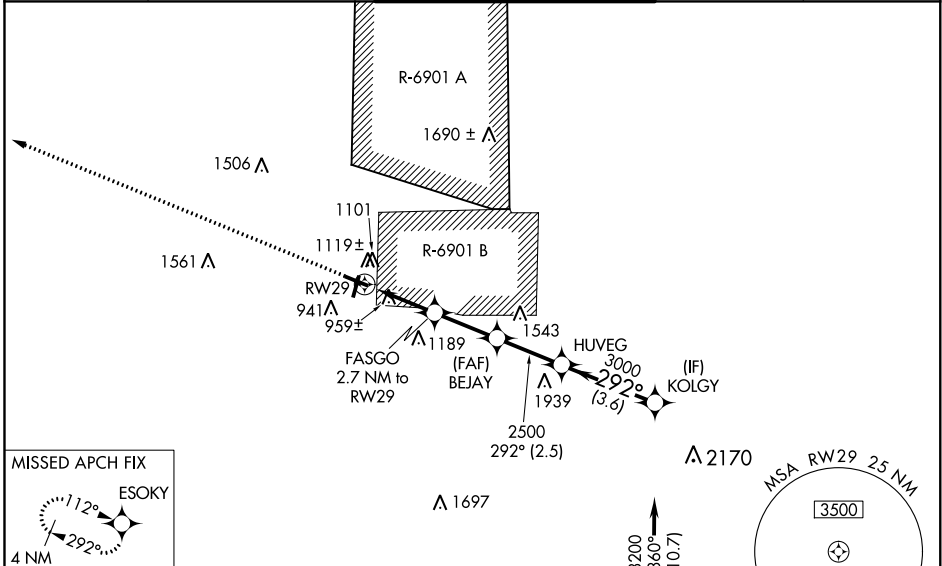 R-6901 A
1690 ±
1506
1101
1119±
R-6901 B
1561
RW29
941
959±
1543
1189
HUVEG
FASGO
2.7 NM to
RW29
(FAF)
BEJAY
3000
292°
(3.6)
(IF)
KOLGY
1939
2500
292° (2.5)
2170
MISSED APCH FIX
ESOKY
112°
292°
4 NM
1697
MSA RW29 25 NM
3500
360°
(10.7)